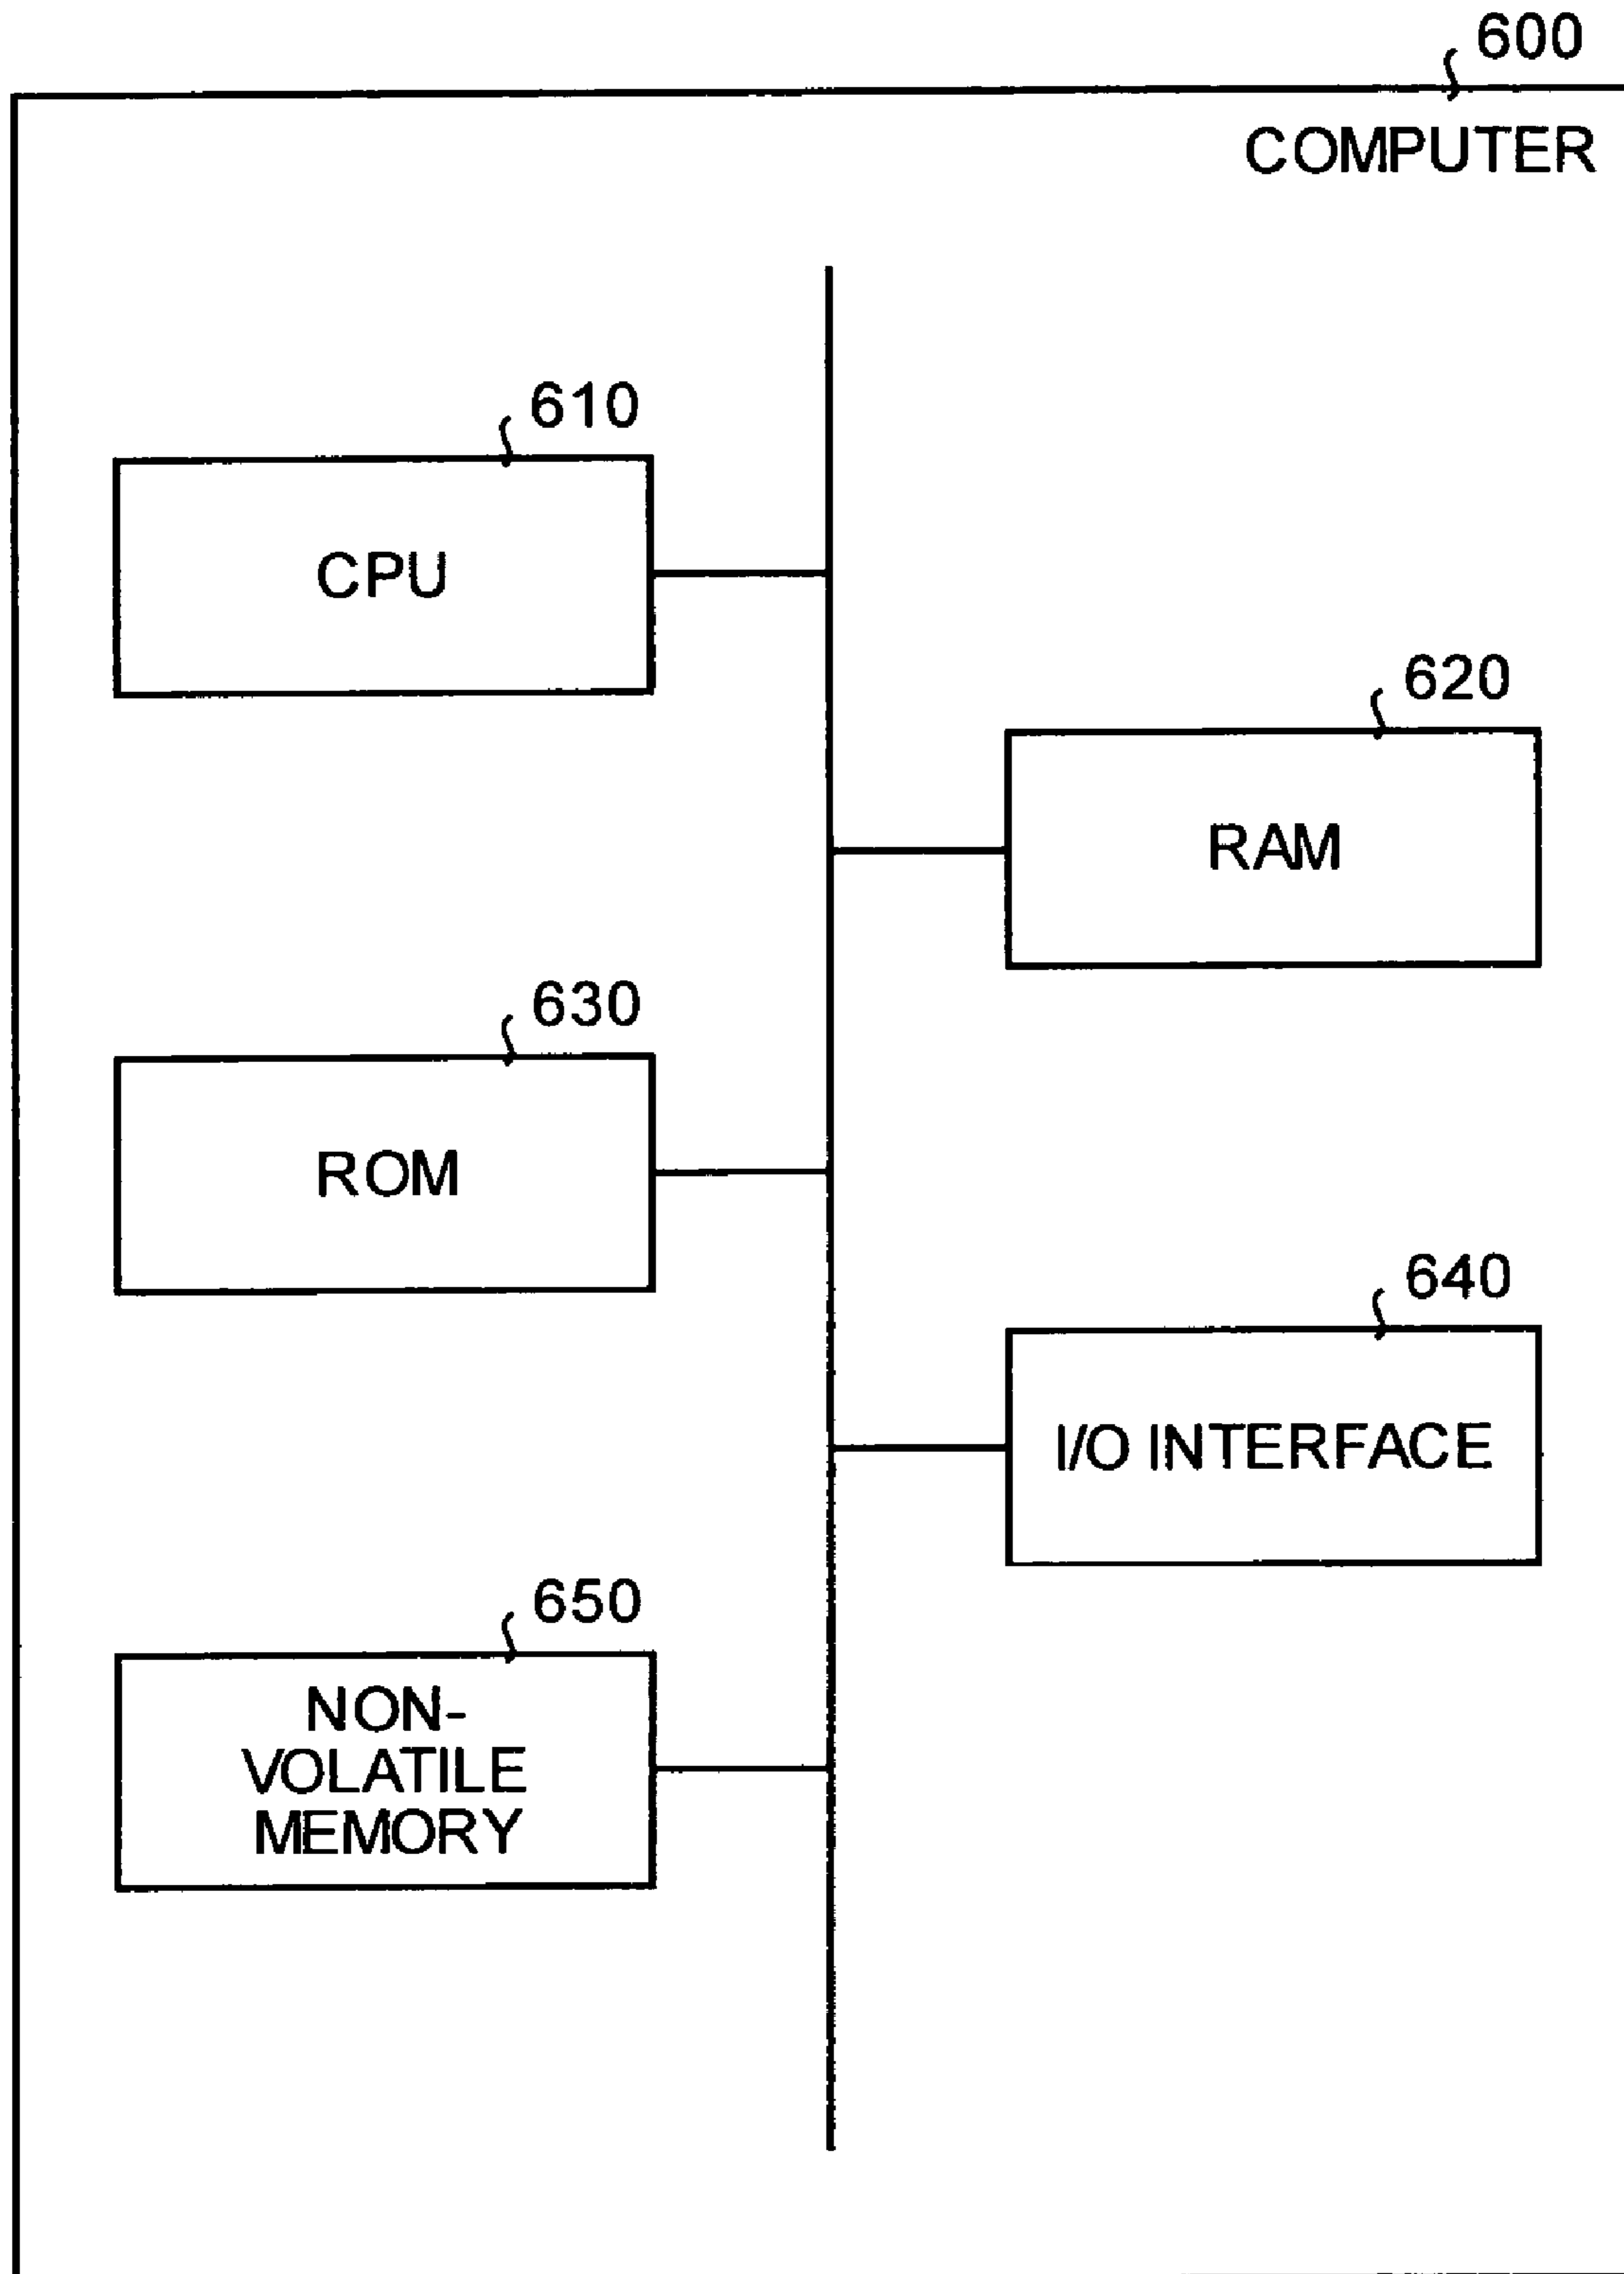 600
COMPUTER
610
CPU
620
RAM
630
ROM
640
I/O INTERFACE
650
NON-
VOLATILE
MEMORY